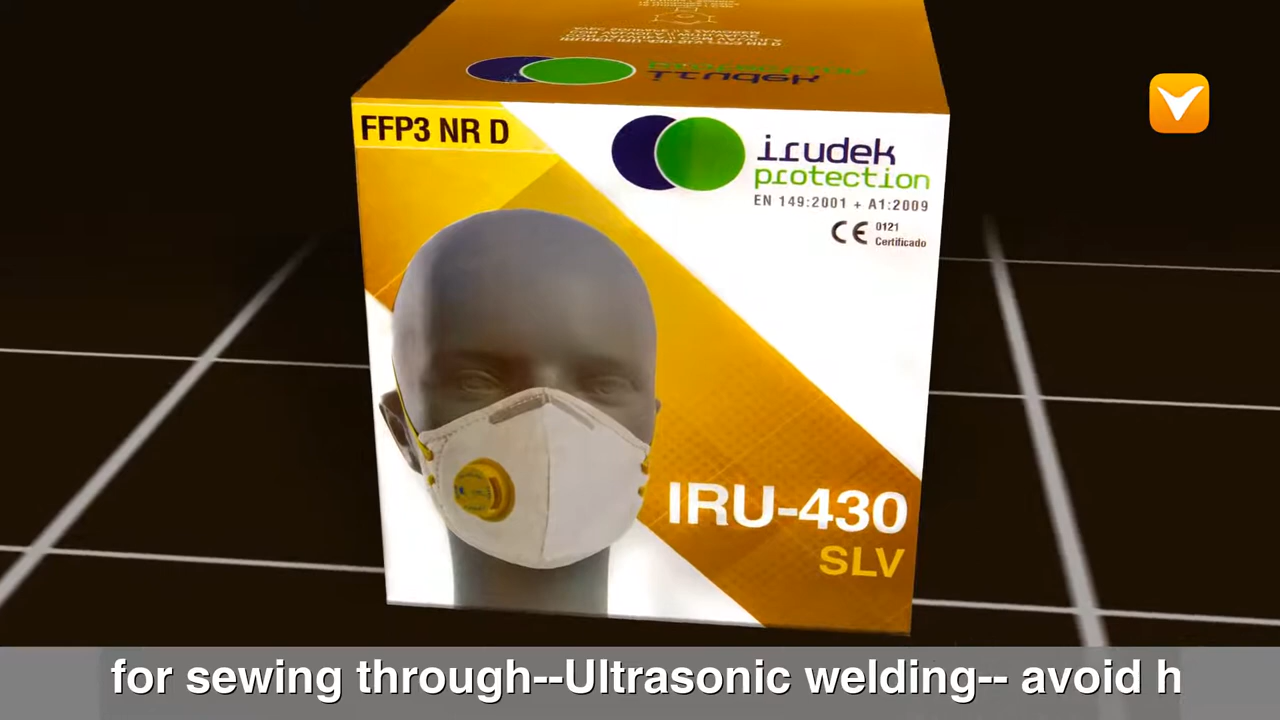 irudek
FFP3 NR D
irudek
protection
EN 149:2001 + A1:2009
CE 0121
Certificado
IRU-430
SLV
for sewing through--Ultrasonic welding-- avoid h